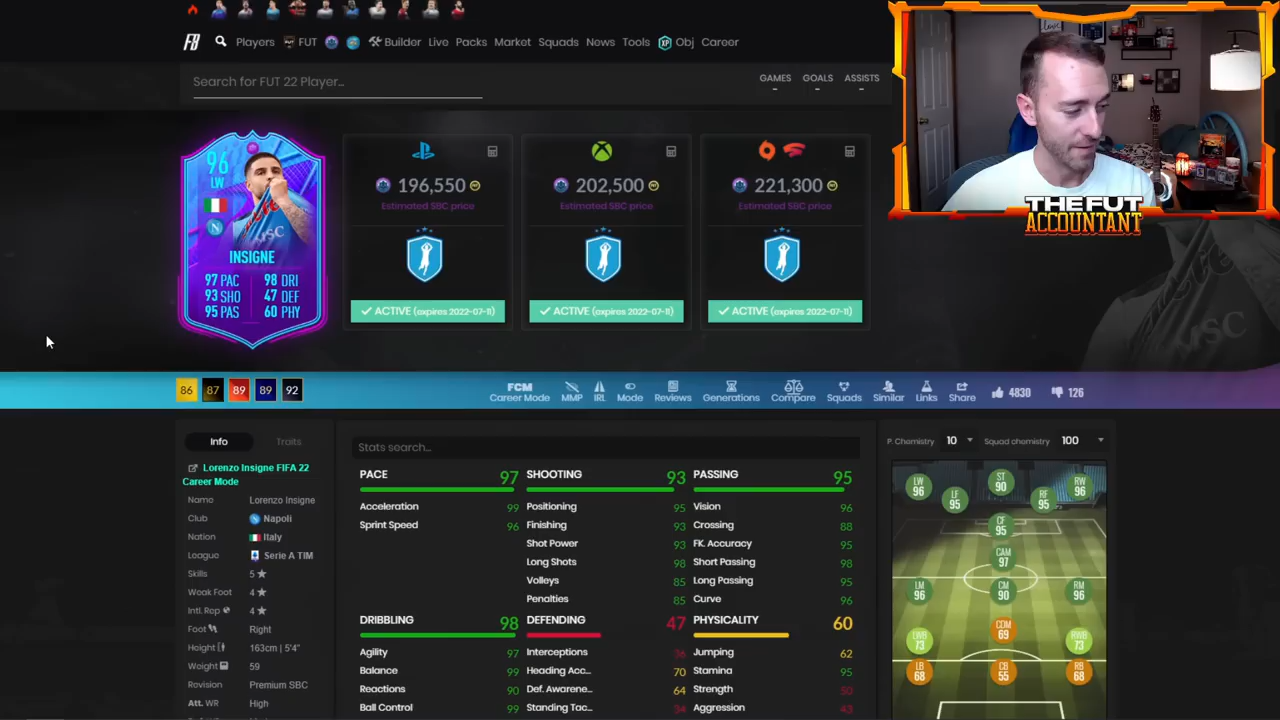 F8 Players FUT Builder Live Packs Market Squads News Tools XP Obj Career
Search for FUT 22 Player...
GAMES GOALS ASSISTS
- - -
THE FUT
ACCOUNTANT
96
LW
INSIGNE
97 PAC 98 DRI
93 SHO 47 DEF
95 PAS 60 PHY
196,550
Estimated SBC price
✓ ACTIVE (expires 2022-07-11)
202,500
Estimated SBC price
✓ ACTIVE (expires 2022-07-11)
221,300
Estimated SBC price
✓ ACTIVE (expires 2022-07-11)
MSC
86 87 89 89 92
FCM
Career Mode MMP IRL Mode Reviews Generations Compare Squads Similar Links Share
4830 126
Info Traits
Lorenzo Insigne FIFA 22
Career Mode
Name Lorenzo Insigne
Club Napoli
Nation Italy
League Serie A TIM
Skills 5★
Weak Foot 4★
Intl. Rep 4★
Foot Right
Height 163cm | 5'4"
Weight 59
Revision Premium SBC
Att. WR High
Stats search...
PACE 97
Acceleration 99
Sprint Speed 96
SHOOTING 93
Positioning 95
Finishing 93
Shot Power 93
Long Shots 98
Volleys 85
Penalties 85
PASSING 95
Vision 96
Crossing 88
FK. Accuracy 95
Short Passing 98
Long Passing 95
Curve 96
DRIBBLING 98
Agility 97
Balance 99
Reactions 90
Ball Control 99
DEFENDING 47
Interceptions 36
Heading Acc... 70
Def. Awarene... 64
Standing Tac... 34
PHYSICALITY 60
Jumping 62
Stamina 95
Strength 50
Aggression 43
P. Chemistry 10 Squad chemistry 100
LW
96
LF
95
ST
90
RF
95
RW
96
CF
95
CAM
97
LM
96
CM
90
RM
96
CDM
69
LWB
73
RWB
73
LB
68
CB
55
RB
68